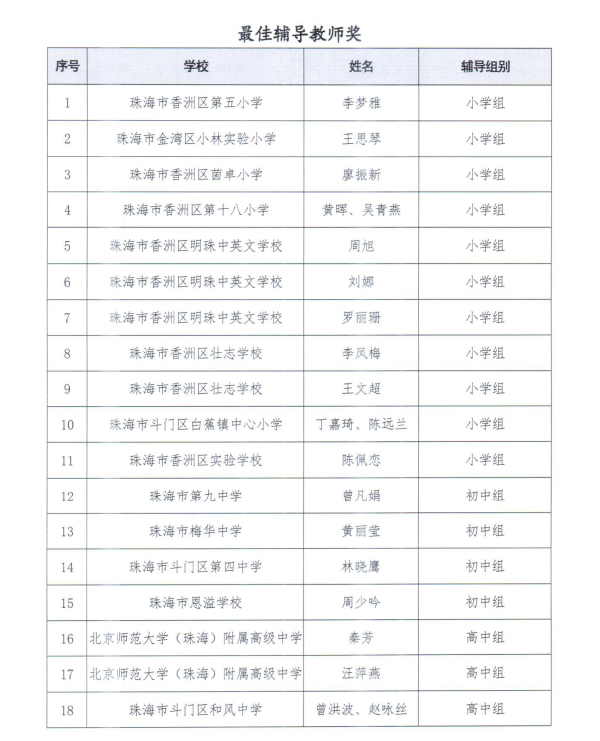 最佳辅导教师奖
序号 学校 姓名 辅导组别
1 珠海市香洲区第五小学 李梦雅 小学组
2 珠海市金湾区小林实验小学 王思琴 小学组
3 珠海市香洲区茵卓小学 廖振新 小学组
4 珠海市香洲区第十八小学 黄晖、吴青燕 小学组
5 珠海市香洲区明珠中英文学校 周旭 小学组
6 珠海市香洲区明珠中英文学校 刘娜 小学组
7 珠海市香洲区明珠中英文学校 罗丽珊 小学组
8 珠海市香洲区壮志学校 李凤梅 小学组
9 珠海市香洲区壮志学校 王文超 小学组
10 珠海市斗门区白蕉镇中心小学 丁嘉琦、陈远兰 小学组
11 珠海市香洲区实验学校 陈佩恋 小学组
12 珠海市第九中学 曾凡娟 初中组
13 珠海市梅华中学 黄丽莹 初中组
14 珠海市斗门区第四中学 林晓鹰 初中组
15 珠海市恩溢学校 周少吟 初中组
16 北京师范大学（珠海）附属高级中学 秦芳 高中组
17 北京师范大学（珠海）附属高级中学 汪萍燕 高中组
18 珠海市斗门区和风中学 曾洪波、赵咏丝 高中组